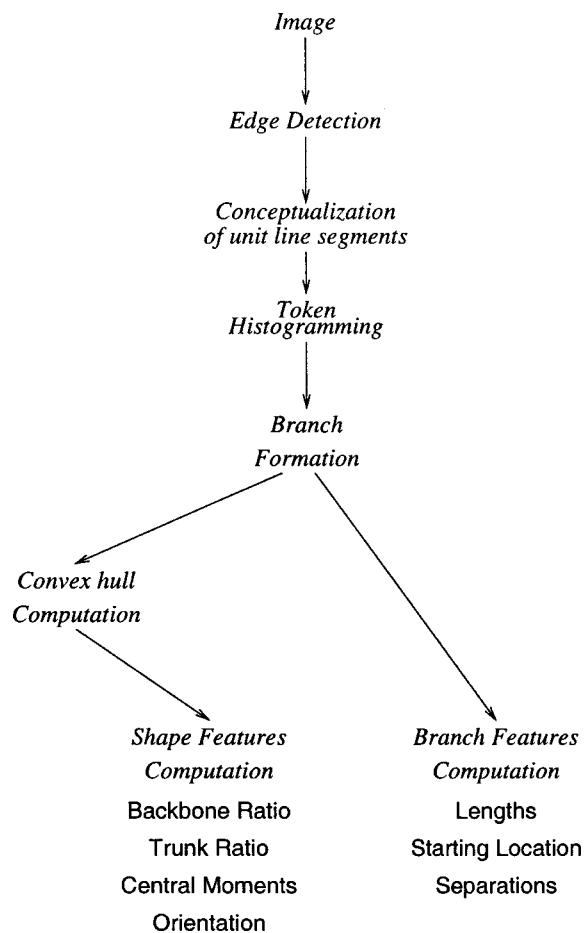 Image
Edge Detection
Conceptualization
of unit line segments
Token
Histogramming
Branch
Formation
Convex hull
Computation
Shape Features
Computation
Backbone Ratio
Trunk Ratio
Central Moments
Orientation
Branch Features
Computation
Lengths
Starting Location
Separations